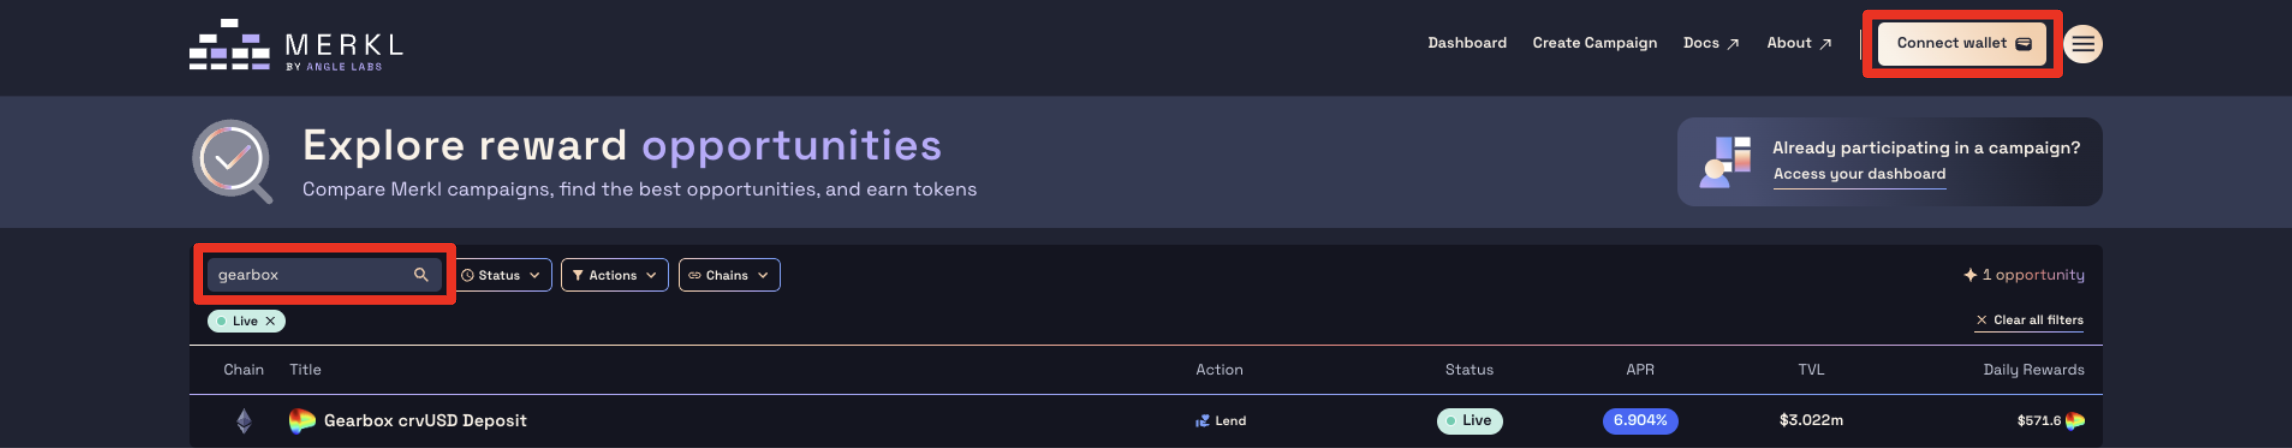 MERKL
BY ANGLE LABS
Dashboard Create Campaign Docs About Connect wallet
Explore reward opportunities
Compare Merkl campaigns, find the best opportunities, and earn tokens
Already participating in a campaign?
Access your dashboard
gearbox Status Actions Chains 1 opportunity
Live Clear all filters
Chain Title Action Status APR TVL Daily Rewards
Gearbox crvUSD Deposit Lend Live 6.904% $3.022m $571.6